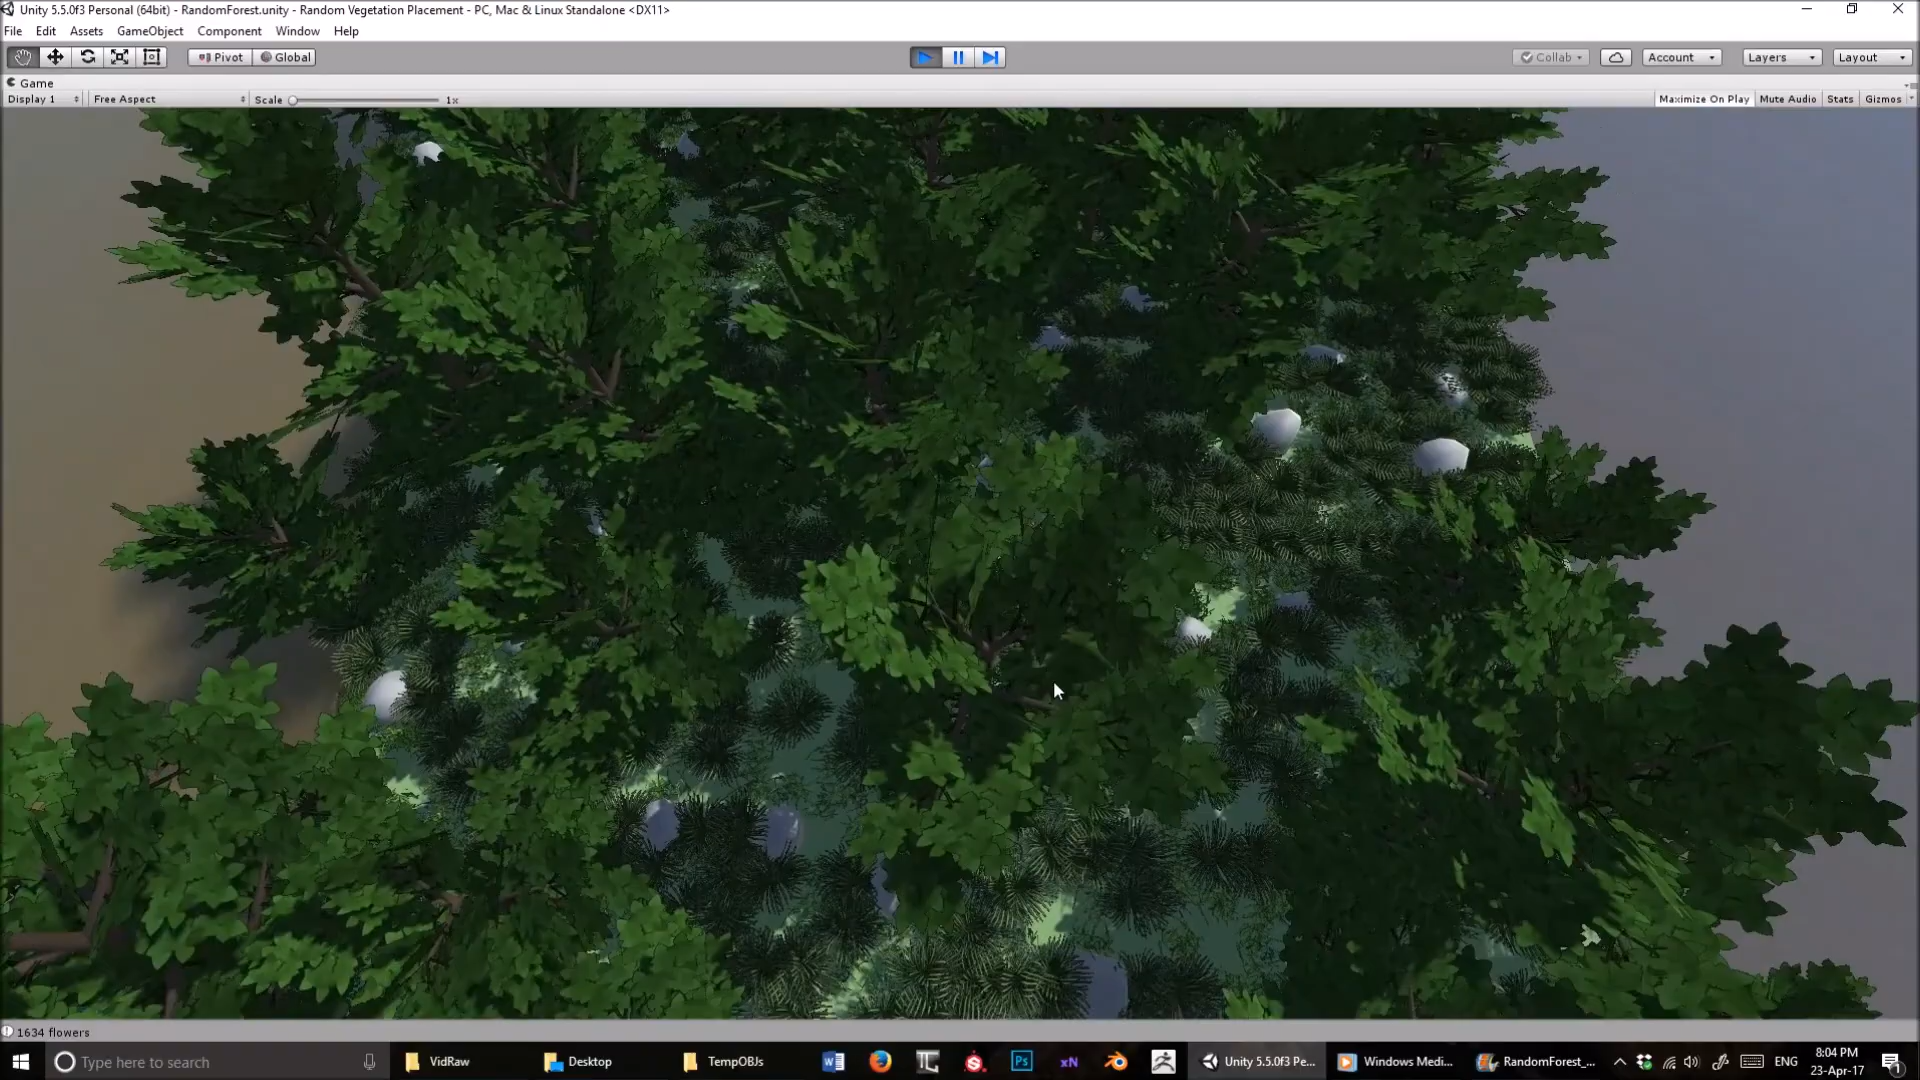 Unity 5.5.0f3 Personal (64bit) - RandomForest.unity - Random Vegetation Placement - PC, Mac & Linux Standalone <DX11>
File Edit Assets GameObject Component Window Help
Pivot Global Collab Account Layers Layout
Game
Display 1 Free Aspect Scale 1x Maximize On Play Mute Audio Stats Gizmos
1634 flowers
Type here to search VidRaw Desktop TempOBJs Ps xN Unity 5.5.0f3 Pe... Windows Medi... RandomForest_... ENG 8:04 PM
23-Apr-17